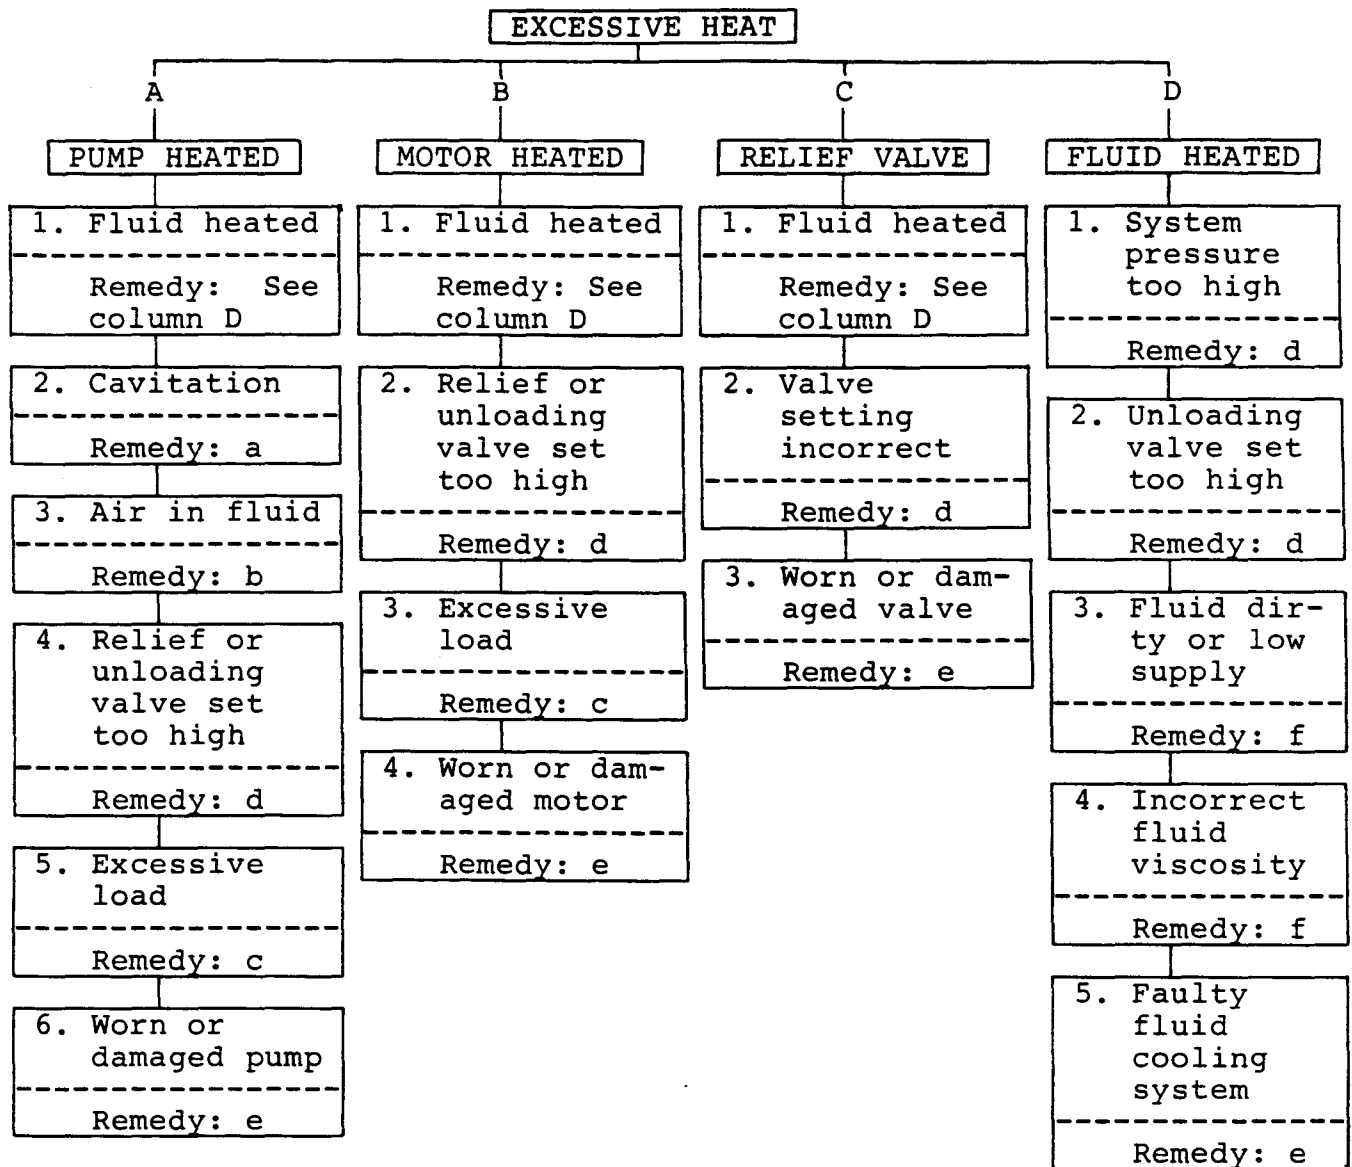 EXCESSIVE HEAT
A
B
C
D
PUMP HEATED
MOTOR HEATED
RELIEF VALVE
FLUID HEATED
1. Fluid heated
Remedy: See
column D
2. Cavitation
Remedy: a
3. Air in fluid
Remedy: b
4. Relief or
unloading
valve set
too high
Remedy: d
5. Excessive
load
Remedy: c
6. Worn or
damaged pump
Remedy: e
1. Fluid heated
Remedy: See
column D
2. Relief or
unloading
valve set
too high
Remedy: d
3. Excessive
load
Remedy: c
4. Worn or dam-
aged motor
Remedy: e
1. Fluid heated
Remedy: See
column D
2. Valve
setting
incorrect
Remedy: d
3. Worn or dam-
aged valve
Remedy: e
1. System
pressure
too high
Remedy: d
2. Unloading
valve set
too high
Remedy: d
3. Fluid dir-
ty or low
supply
Remedy: f
4. Incorrect
fluid
viscosity
Remedy: f
5. Faulty
fluid
cooling
system
Remedy: e